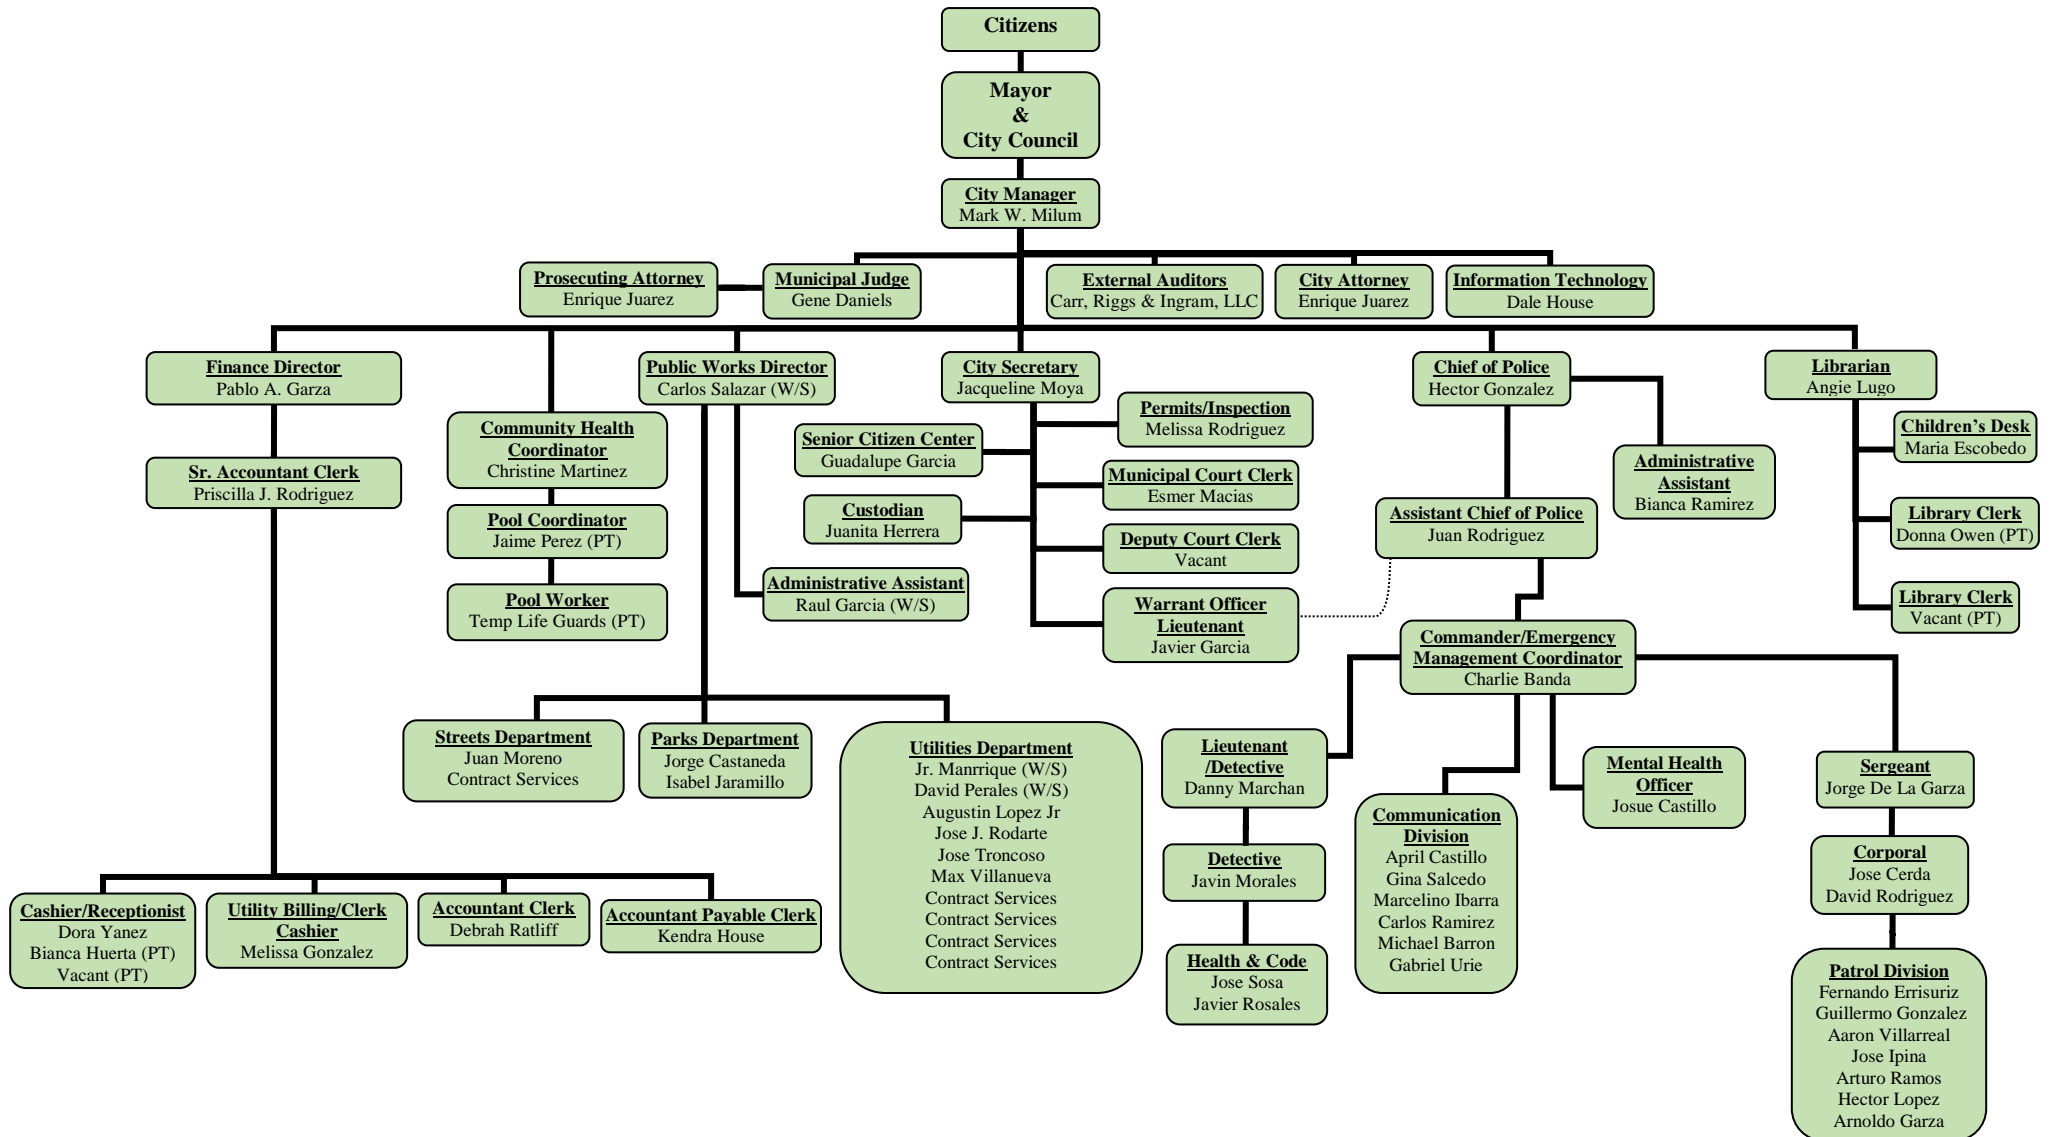 Citizens
Mayor
&
City Council
City Manager
Mark W. Milum
Prosecuting Attorney
Enrique Juarez
Municipal Judge
Gene Daniels
External Auditors
Carr, Riggs & Ingram, LLC
City Attorney
Enrique Juarez
Information Technology
Dale House
Finance Director
Pablo A. Garza
Sr. Accountant Clerk
Priscilla J. Rodriguez
Community Health
Coordinator
Christine Martinez
Pool Coordinator
Jaime Perez (PT)
Pool Worker
Temp Life Guards (PT)
Public Works Director
Carlos Salazar (W/S)
Administrative Assistant
Raul Garcia (W/S)
City Secretary
Jacqueline Moya
Senior Citizen Center
Guadalupe Garcia
Custodian
Juanita Herrera
Permits/Inspection
Melissa Rodriguez
Municipal Court Clerk
Esmer Macias
Deputy Court Clerk
Vacant
Warrant Officer
Lieutenant
Javier Garcia
Chief of Police
Hector Gonzalez
Administrative
Assistant
Bianca Ramirez
Assistant Chief of Police
Juan Rodriguez
Commander/Emergency
Management Coordinator
Charlie Banda
Librarian
Angie Lugo
Children’s Desk
Maria Escobedo
Library Clerk
Donna Owen (PT)
Library Clerk
Vacant (PT)
Streets Department
Juan Moreno
Contract Services
Parks Department
Jorge Castaneda
Isabel Jaramillo
Utilities Department
Jr. Manrrique (W/S)
David Perales (W/S)
Augustin Lopez Jr
Jose J. Rodarte
Jose Troncoso
Max Villanueva
Contract Services
Contract Services
Contract Services
Contract Services
Lieutenant
/Detective
Danny Marchan
Detective
Javin Morales
Health & Code
Jose Sosa
Javier Rosales
Communication
Division
April Castillo
Gina Salcedo
Marcelino Ibarra
Carlos Ramirez
Michael Barron
Gabriel Urie
Mental Health
Officer
Josue Castillo
Sergeant
Jorge De La Garza
Corporal
Jose Cerda
David Rodriguez
Patrol Division
Fernando Errisuriz
Guillermo Gonzalez
Aaron Villarreal
Jose Ipina
Arturo Ramos
Hector Lopez
Arnoldo Garza
Cashier/Receptionist
Dora Yanez
Bianca Huerta (PT)
Vacant (PT)
Utility Billing/Clerk
Cashier
Melissa Gonzalez
Accountant Clerk
Debrah Ratliff
Accountant Payable Clerk
Kendra House